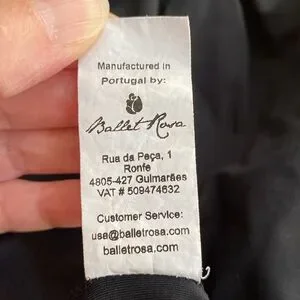 Manufactured in
Portugal by:
Ballet Rosa
Rua da Peça, 1
Ronfe
4805-427 Guimarães
VAT # 509474632
Customer Service:
usa@balletrosa.com
balletrosa.com